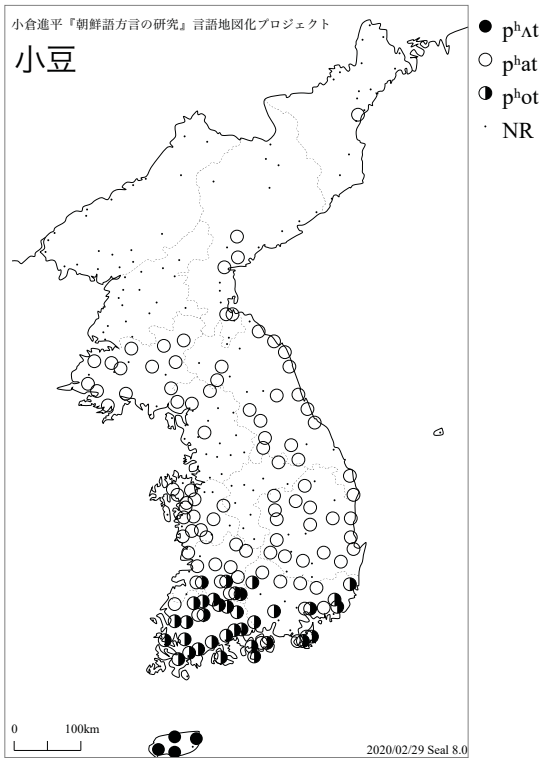 小倉進平『朝鮮語方言の研究』言語地図化プロジェクト
小豆
pʰʌt
pʰat
pʰot
NR
0 100km
2020/02/29 Seal 8.0